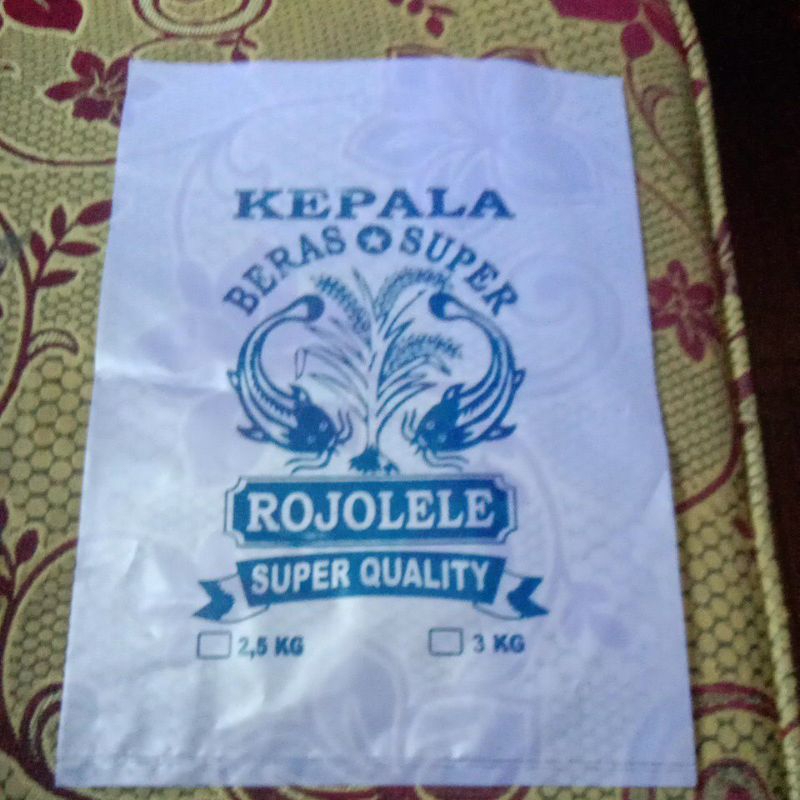 KEPALA
BERAS SUPER
ROJOLELE
SUPER QUALITY
2,5 KG 3 KG